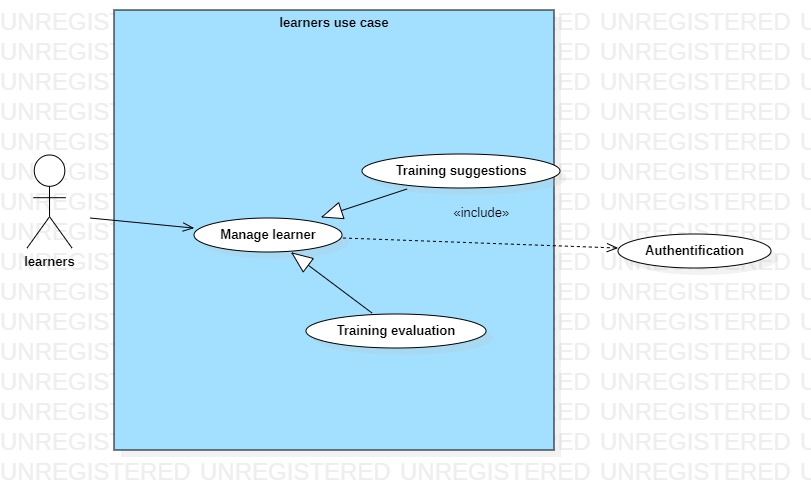 learners use case
Training suggestions
«include»
Manage learner
Authentification
learners
Training evaluation
UNREGISTERED UNREGISTERED UNREGISTERED UNREGISTERED